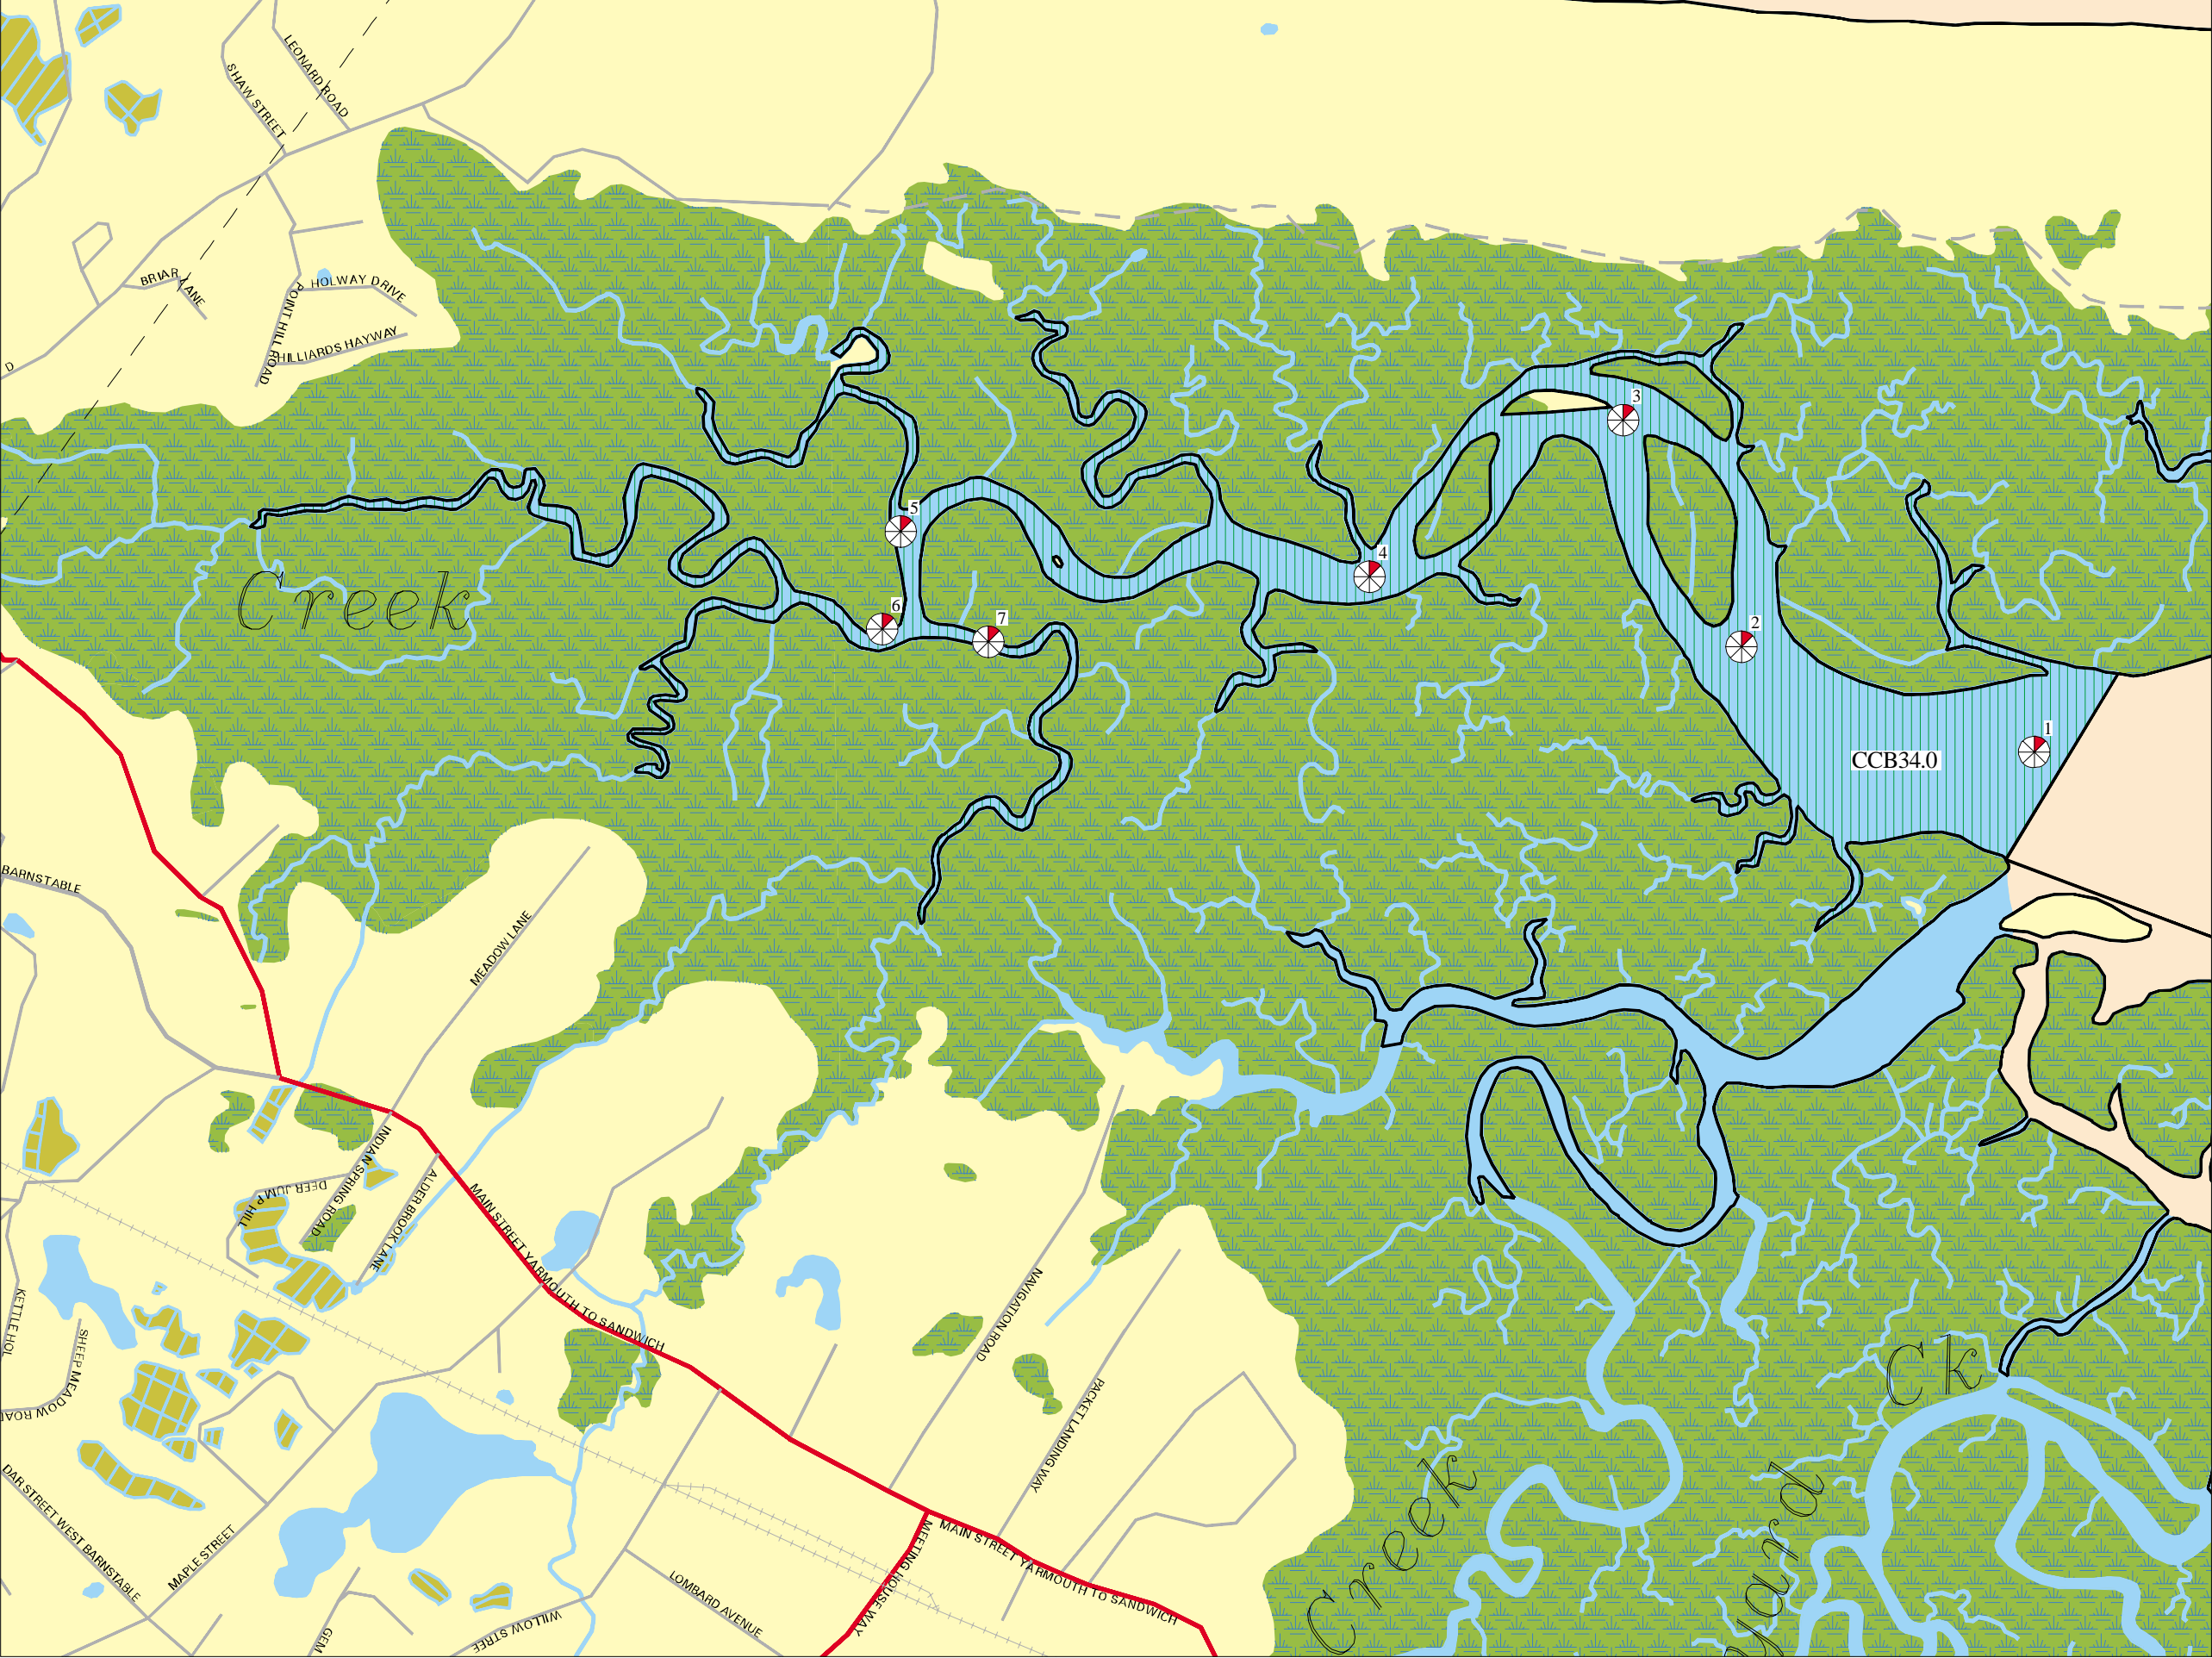 LEONARD ROAD
SHAW STREET
BRIAR LANE
HOLWAY DRIVE
POINT HILL ROAD
HILLIARDS HAYWAY
D
3
5
4
Creek
6
7
2
1
CCB34.0
BARNSTABLE
MEADOW LANE
INDIAN SPRING ROAD
DEER JUMP HILL
ALDER BROOK LANE
MAIN STREET YARMOUTH TO SANDWICH
NAVIGATION ROAD
KETTLE HOL
SHEEP MEADOW ROAD
PACKET LANDING WAY
Ck
Creek
and
DAR STREET WEST BARNSTABLE
MAPLE STREET
MAIN STREET YARMOUTH TO SANDWICH
MEETING HOUSE WAY
LOMBARD AVENUE
WILLOW STREE
GEM